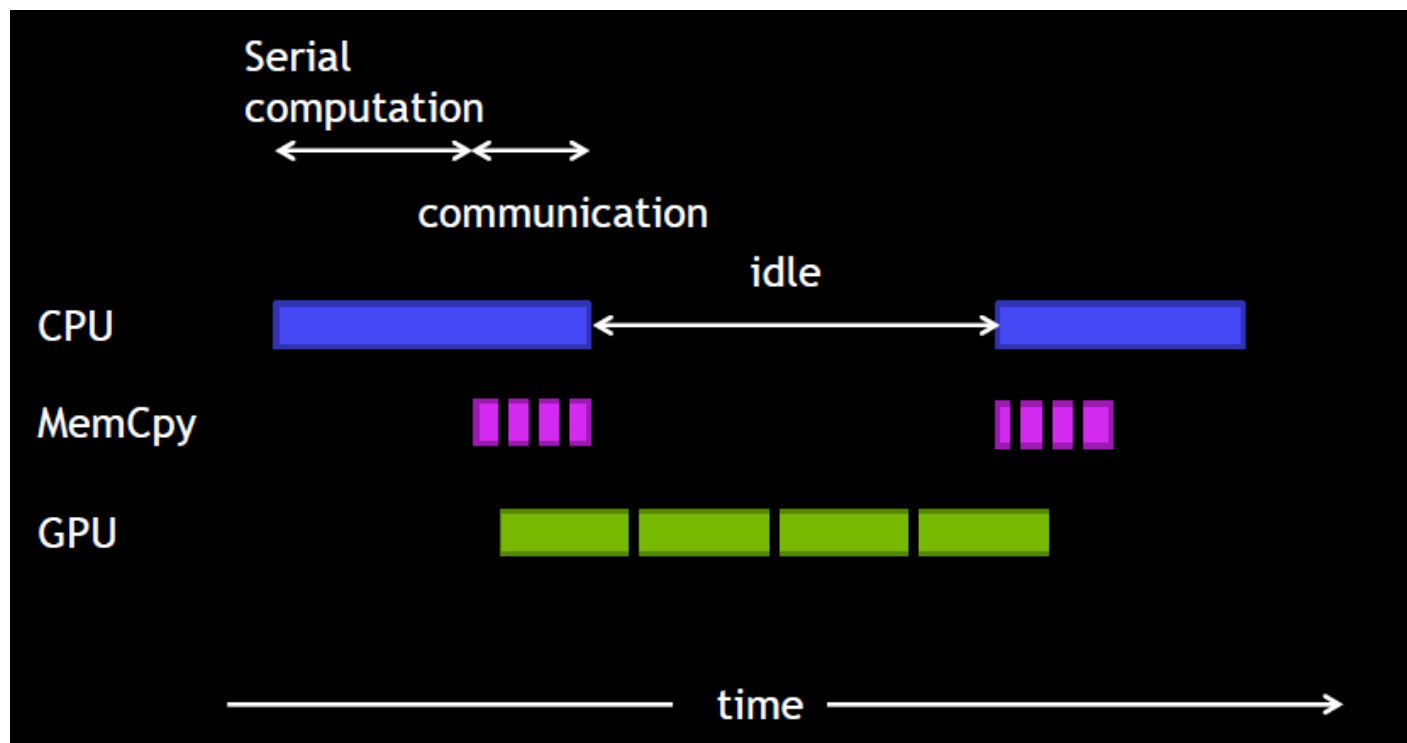 Serial
computation
communication
idle
CPU
MemCpy
GPU
time